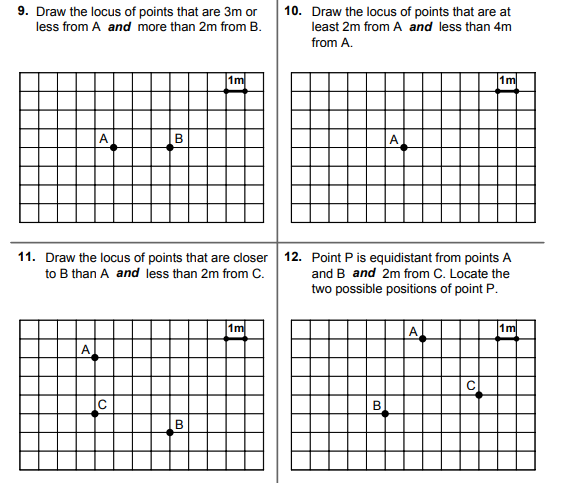 9. Draw the locus of points that are 3m or
less from A and more than 2m from B.
1m
A
B
10. Draw the locus of points that are at
least 2m from A and less than 4m
from A.
1m
A
11. Draw the locus of points that are closer
to B than A and less than 2m from C.
1m
A
C
B
12. Point P is equidistant from points A
and B and 2m from C. Locate the
two possible positions of point P.
A
1m
C
B